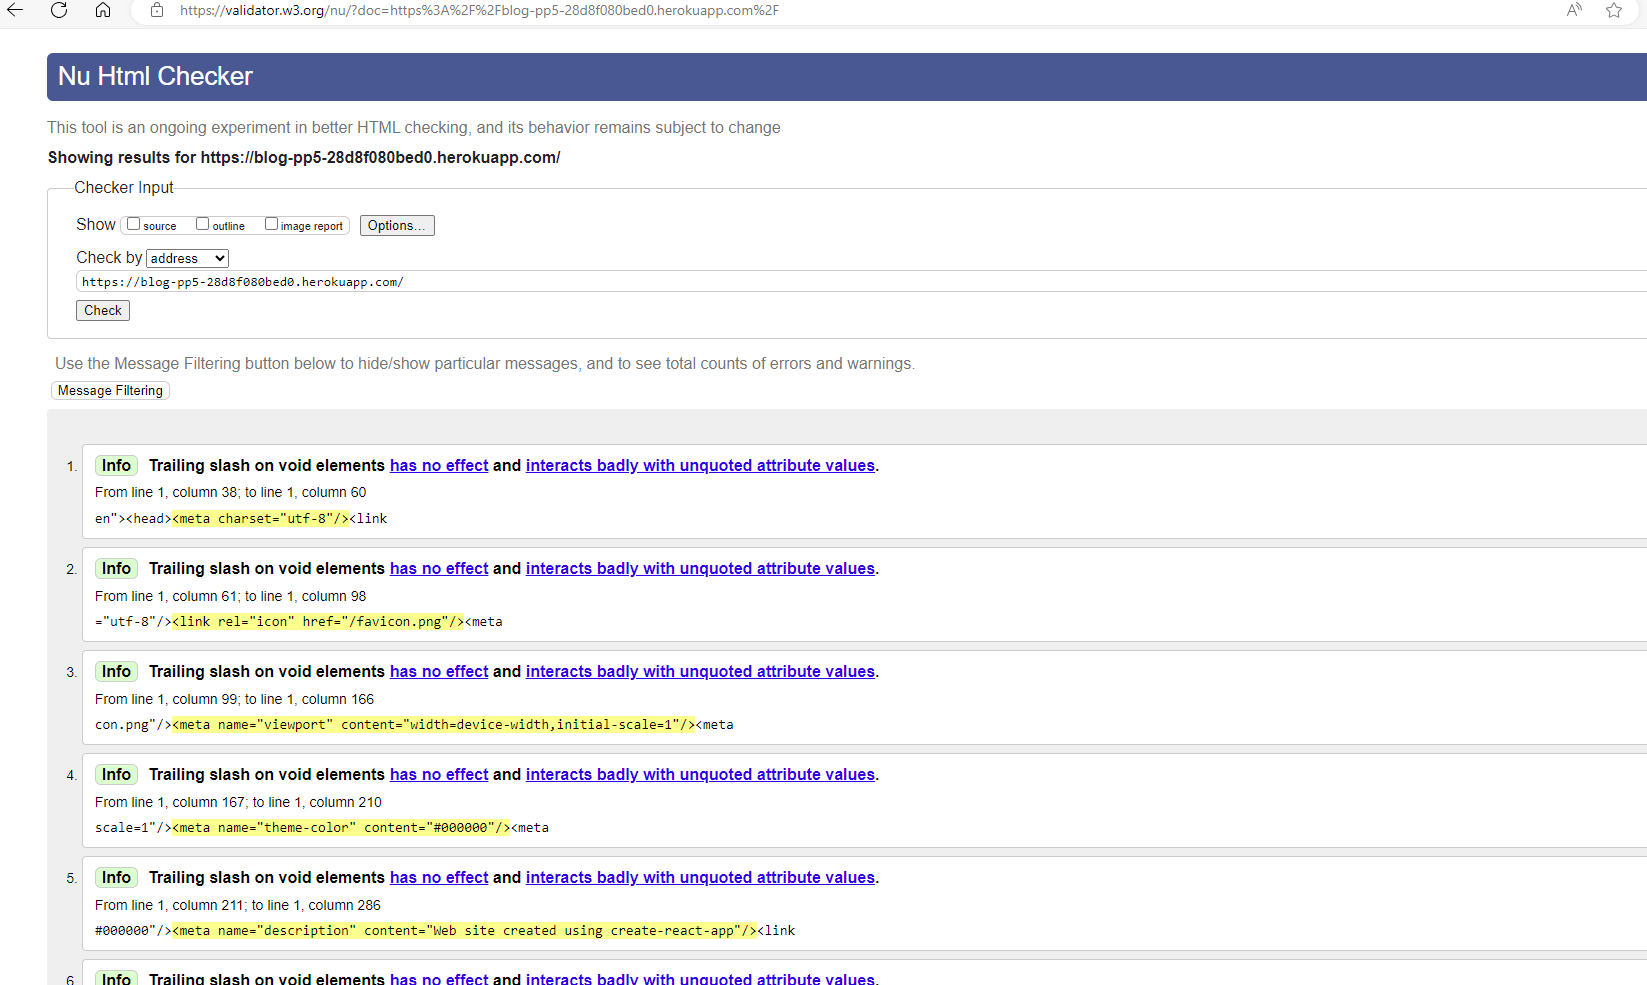 https://validator.w3.org/nu/?doc=https%3A%2F%2Fblog-pp5-28d8f080bed0.herokuapp.com%2F
Nu Html Checker
This tool is an ongoing experiment in better HTML checking, and its behavior remains subject to change
Showing results for https://blog-pp5-28d8f080bed0.herokuapp.com/
Checker Input
Show source outline image report Options...
Check by address
https://blog-pp5-28d8f080bed0.herokuapp.com/
Check
Use the Message Filtering button below to hide/show particular messages, and to see total counts of errors and warnings.
Message Filtering
1. Info Trailing slash on void elements has no effect and interacts badly with unquoted attribute values.
From line 1, column 38; to line 1, column 60
en"><head><meta charset="utf-8"/><link
2. Info Trailing slash on void elements has no effect and interacts badly with unquoted attribute values.
From line 1, column 61; to line 1, column 98
="utf-8"/><link rel="icon" href="/favicon.png"/><meta
3. Info Trailing slash on void elements has no effect and interacts badly with unquoted attribute values.
From line 1, column 99; to line 1, column 166
con.png"/><meta name="viewport" content="width=device-width,initial-scale=1"/><meta
4. Info Trailing slash on void elements has no effect and interacts badly with unquoted attribute values.
From line 1, column 167; to line 1, column 210
scale=1"/><meta name="theme-color" content="#000000"/><meta
5. Info Trailing slash on void elements has no effect and interacts badly with unquoted attribute values.
From line 1, column 211; to line 1, column 286
#000000"/><meta name="description" content="Web site created using create-react-app"/><link
6. Info Trailing slash on void elements has no effect and interacts badly with unquoted attribute values.